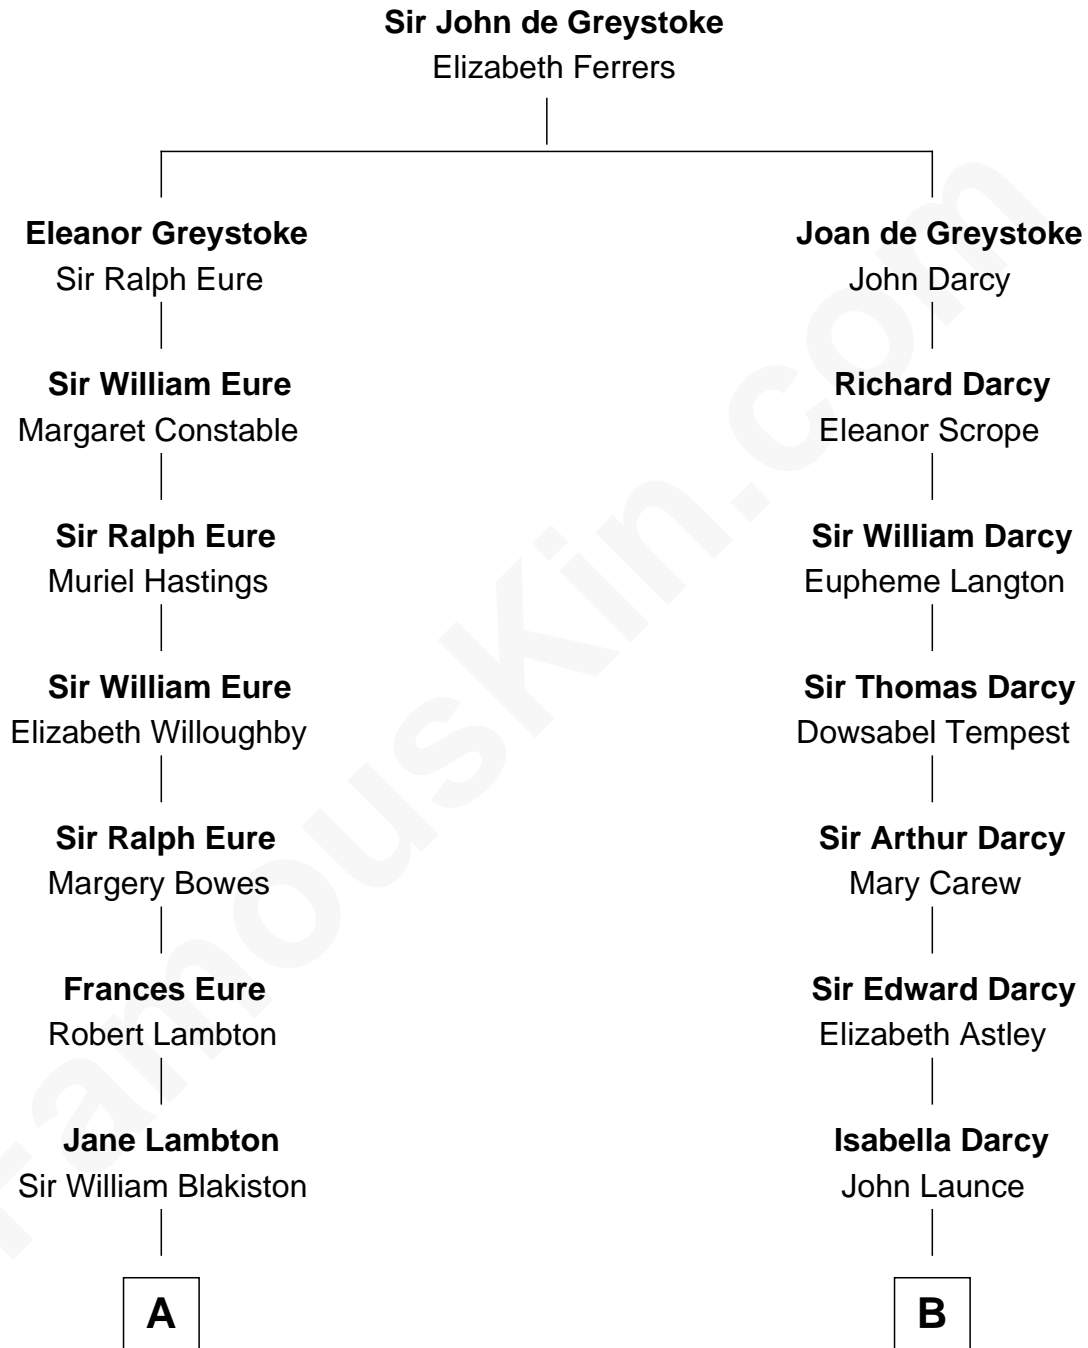 Sir John de Greystoke
Elizabeth Ferrers
Eleanor Greystoke
Sir Ralph Eure
Joan de Greystoke
John Darcy
Sir William Eure
Margaret Constable
Richard Darcy
Eleanor Scrope
Sir Ralph Eure
Muriel Hastings
Sir William Darcy
Eupheme Langton
Sir William Eure
Elizabeth Willoughby
Sir Thomas Darcy
Dowsabel Tempest
Sir Ralph Eure
Margery Bowes
Sir Arthur Darcy
Mary Carew
Frances Eure
Robert Lambton
Sir Edward Darcy
Elizabeth Astley
Jane Lambton
Sir William Blakiston
Isabella Darcy
John Launce
A
B
FamousKin.com